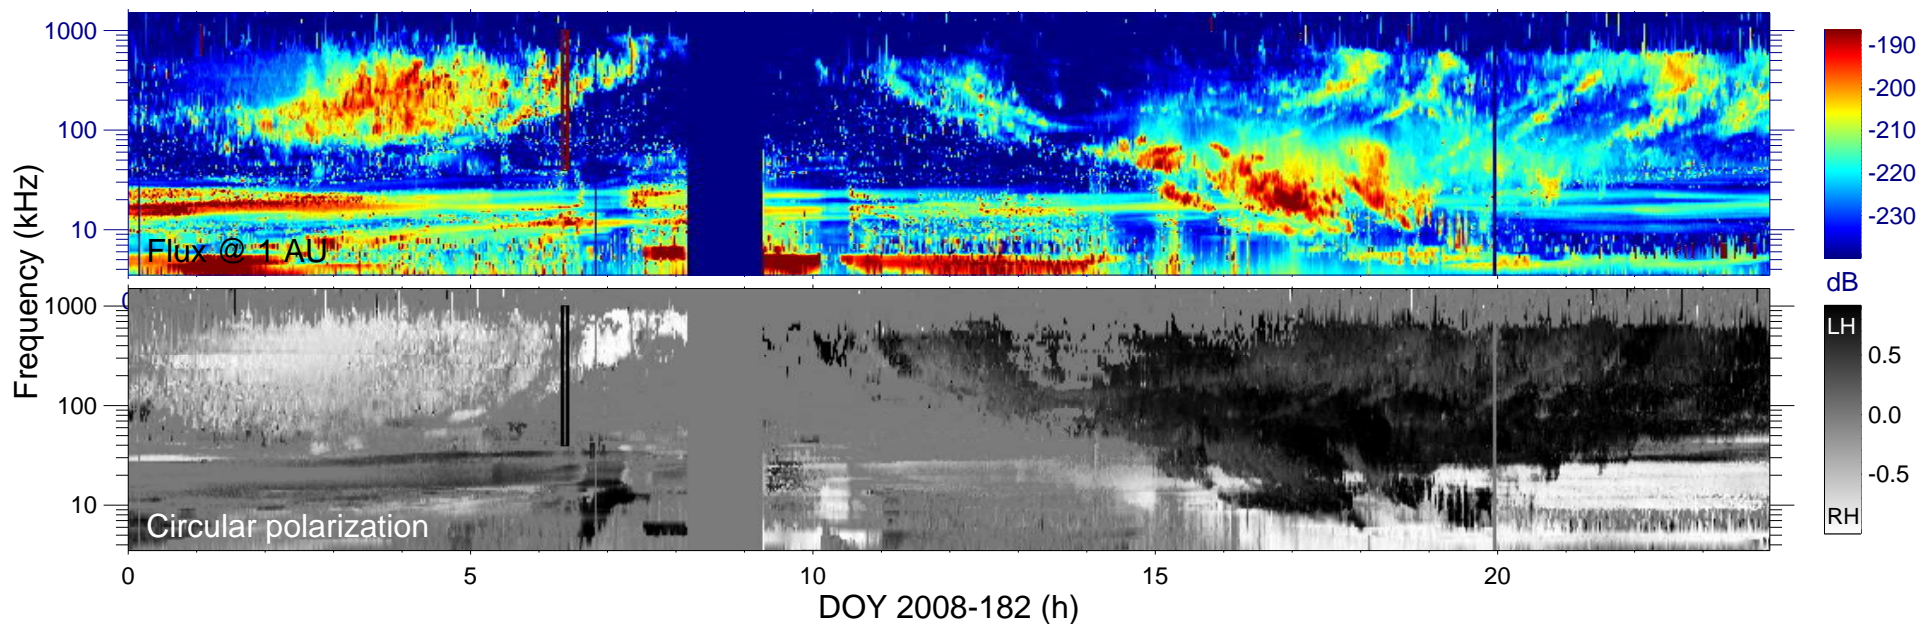 1000
100
10
Flux @ 1 AU
-190
-200
-210
-220
-230
dB
Frequency (kHz)
0
1000
100
10
Circular polarization
LH
0.5
0.0
-0.5
RH
0 5 10 15 20
DOY 2008-182 (h)